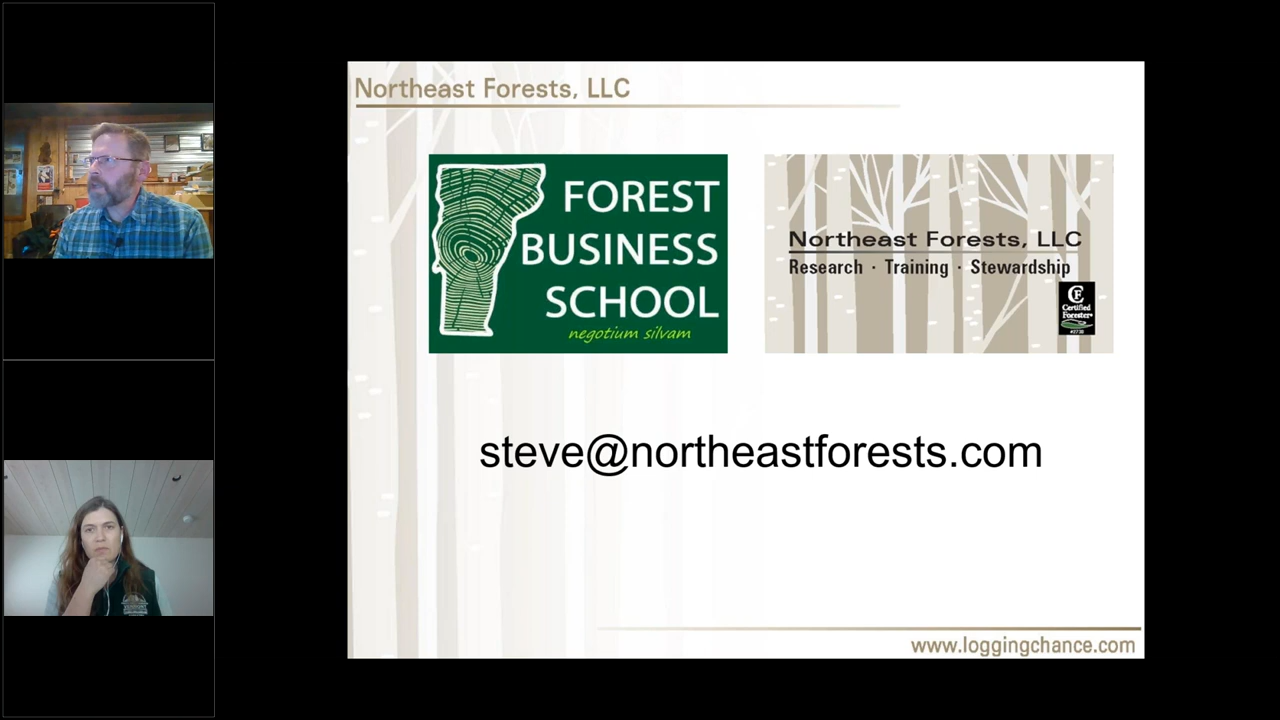 Northeast Forests, LLC
FOREST
BUSINESS
SCHOOL
negotium silvam
Northeast Forests, LLC
Research · Training · Stewardship
CF
Certified
Forester
steve@northeastforests.com
www.loggingchance.com